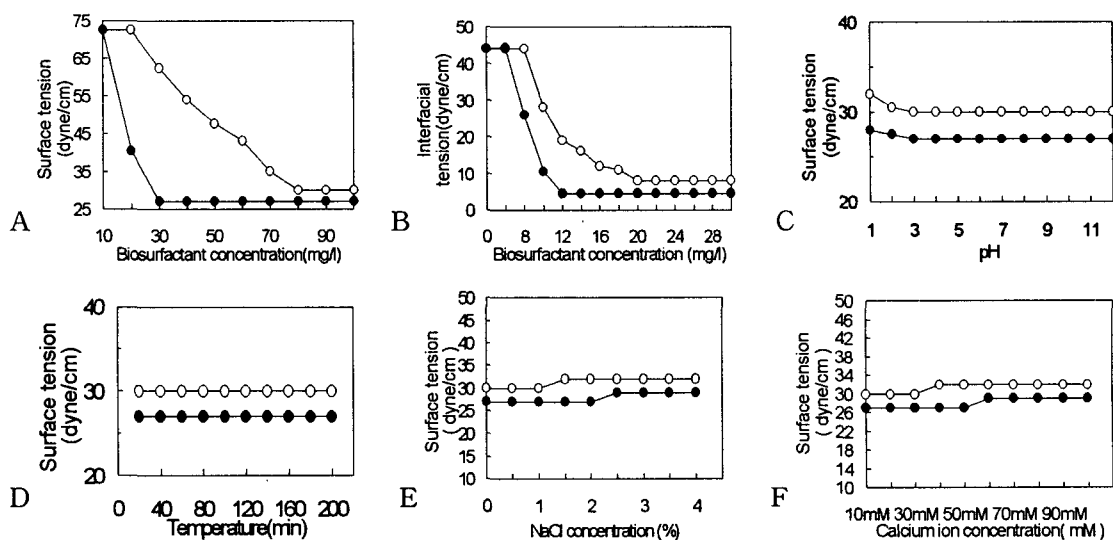 75
65
55
45
35
25
Surface tension
(dyne/cm)
10 30 50 70 90
Biosurfactant concentration(mg/l)
A
50
40
30
20
10
0
Interfacial
tension(dyne/cm)
0 4 8 12 16 20 24 28
Biosurfactant concentration (mg/l)
B
40
30
20
Surface tension
(dyne/cm)
1 3 5 7 9 11
pH
C
40
30
20
Surface tension
(dyne/cm)
0 40 80 120 160 200
Temperature(min)
D
50
45
40
35
30
25
20
15
10
Surface tension
( dyne/cm)
0 1 2 3 4
NaCl concentration (%)
E
50
46
42
38
34
30
26
22
18
14
10
Surface tension
( dyne/cm )
10mM 30mM 50mM 70mM 90mM
Calcium ion concentration( mM )
F